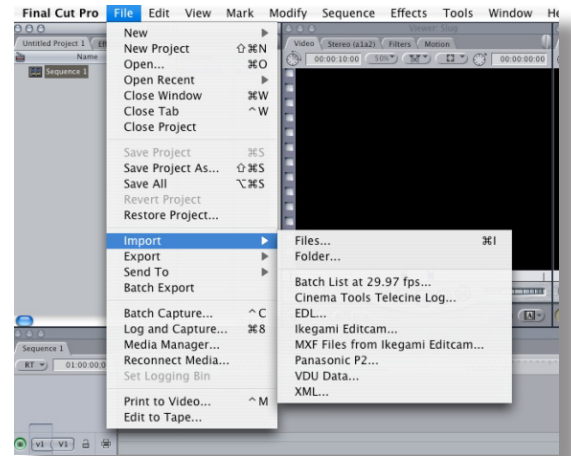 Final Cut Pro File Edit View Mark Modify Sequence Effects Tools Window
Untitled Project 1
Name
Sequence 1
New
New Project ⇧⌘N
Open... ⌘O
Open Recent
Close Window ⌘W
Close Tab ^W
Close Project
Save Project ⌘S
Save Project As... ⇧⌘S
Save All ⌥⌘S
Revert Project
Restore Project...
Import
Export
Send To
Batch Export
Batch Capture... ^C
Log and Capture... ⌘8
Media Manager...
Reconnect Media...
Set Logging Bin
Print to Video... ^M
Edit to Tape...
Viewer: Slug
Video Stereo (a1a2) Filters Motion
00:00:10:00 50% 00:00:00:00
Files... ⌘I
Folder...
Batch List at 29.97 fps...
Cinema Tools Telecine Log...
EDL...
Ikegami Editcam...
MXF Files from Ikegami Editcam...
Panasonic P2...
VDU Data...
XML...
Sequence 1
RT 01:00:00:0
v1 V1